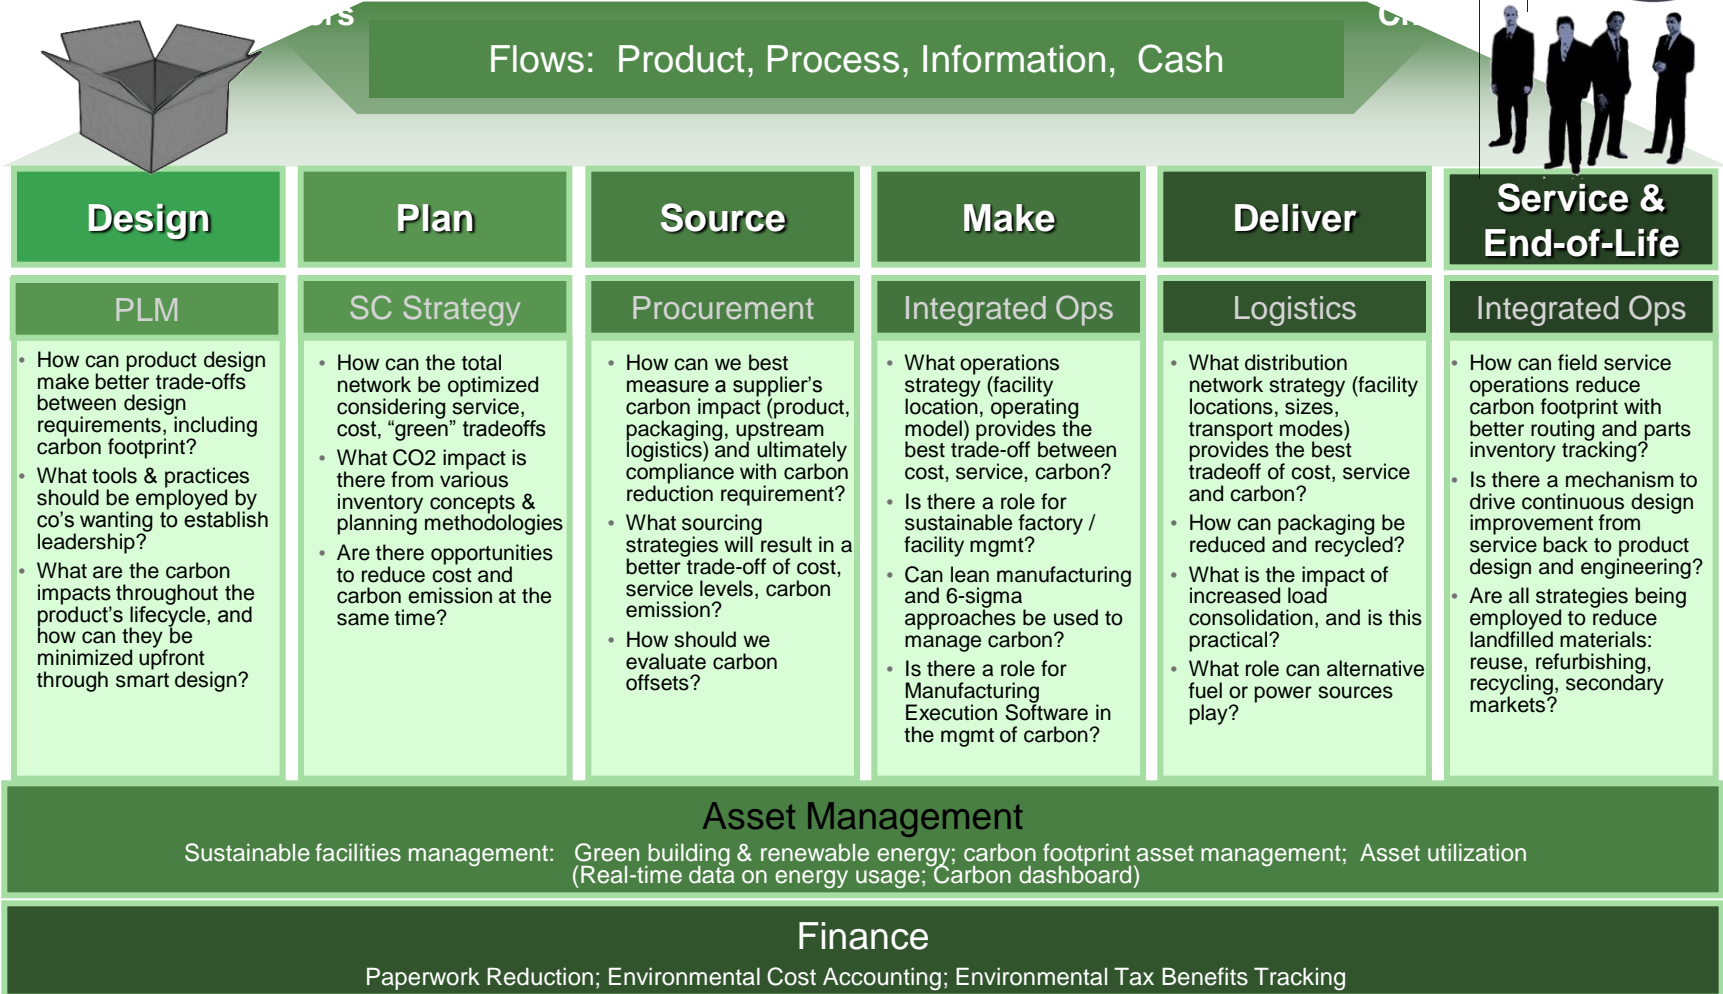 Flows:  Product, Process, Information,  Cash
Design
Plan
Source
Make
Deliver
Service &
End-of-Life
PLM
SC Strategy
Procurement
Integrated Ops
Logistics
Integrated Ops
• How can product design
make better trade-offs
between design
requirements, including
carbon footprint?
• What tools & practices
should be employed by
co's wanting to establish
leadership?
• What are the carbon
impacts throughout the
product's lifecycle, and
how can they be
minimized upfront
through smart design?
• How can the total
network be optimized
considering service,
cost, “green” tradeoffs
• What CO2 impact is
there from various
inventory concepts &
planning methodologies
• Are there opportunities
to reduce cost and
carbon emission at the
same time?
• How can we best
measure a supplier's
carbon impact (product,
packaging, upstream
logistics) and ultimately
compliance with carbon
reduction requirement?
• What sourcing
strategies will result in a
better trade-off of cost,
service levels, carbon
emission?
• How should we
evaluate carbon
offsets?
• What operations
strategy (facility
location, operating
model) provides the
best trade-off between
cost, service, carbon?
• Is there a role for
sustainable factory /
facility mgmt?
• Can lean manufacturing
and 6-sigma
approaches be used to
manage carbon?
• Is there a role for
Manufacturing
Execution Software in
the mgmt of carbon?
• What distribution
network strategy (facility
locations, sizes,
transport modes)
provides the best
tradeoff of cost, service
and carbon?
• How can packaging be
reduced and recycled?
• What is the impact of
increased load
consolidation, and is this
practical?
• What role can alternative
fuel or power sources
play?
• How can field service
operations reduce
carbon footprint with
better routing and parts
inventory tracking?
• Is there a mechanism to
drive continuous design
improvement from
service back to product
design and engineering?
• Are all strategies being
employed to reduce
landfilled materials:
reuse, refurbishing,
recycling, secondary
markets?
Asset Management
Sustainable facilities management:   Green building & renewable energy; carbon footprint asset management;  Asset utilization
(Real-time data on energy usage; Carbon dashboard)
Finance
Paperwork Reduction; Environmental Cost Accounting; Environmental Tax Benefits Tracking